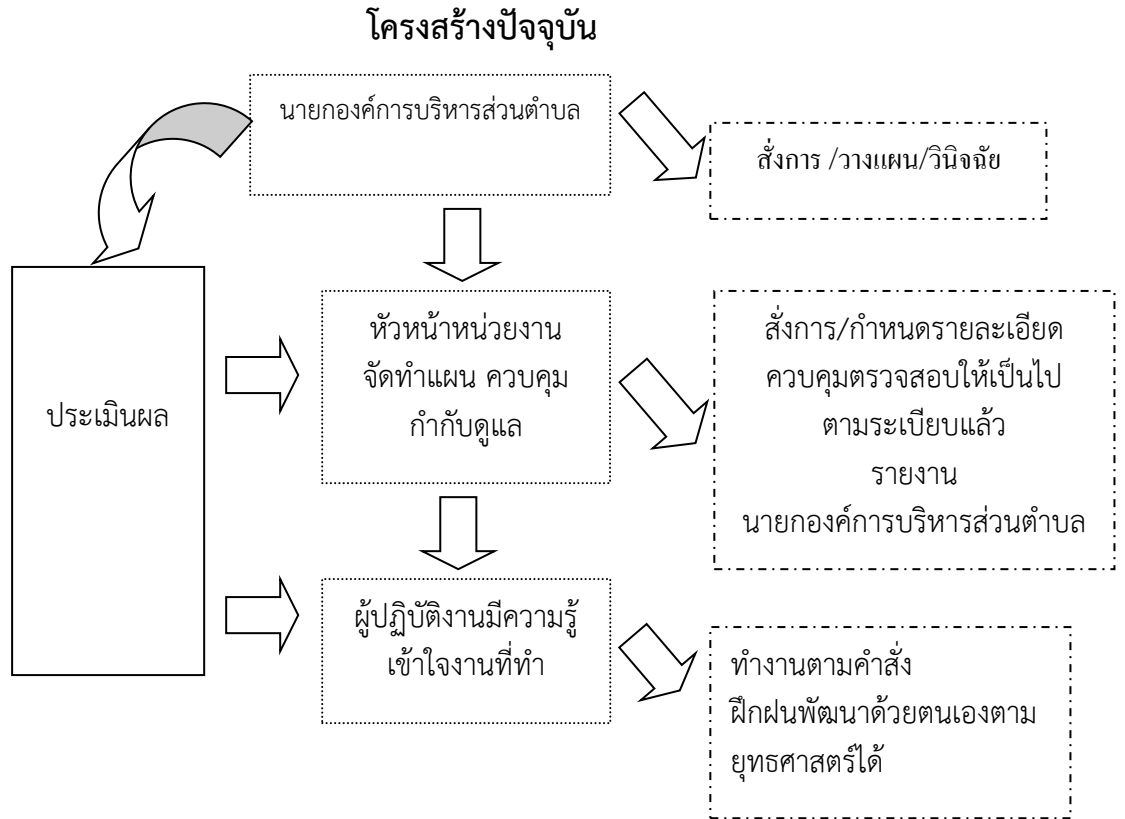 โครงสร้างปัจจุบัน
นายกองค์การบริหารส่วนตำบล
สั่งการ /วางแผน/วินิจฉัย
ประเมินผล
หัวหน้าหน่วยงาน
จัดทำแผน ควบคุม
กำกับดูแล
สั่งการ/กำหนดรายละเอียด
ควบคุมตรวจสอบให้เป็นไป
ตามระเบียบแล้ว
รายงาน
นายกองค์การบริหารส่วนตำบล
ผู้ปฏิบัติงานมีความรู้
เข้าใจงานที่ทำ
ทำงานตามคำสั่ง
ฝึกฝนพัฒนาด้วยตนเองตาม
ยุทธศาสตร์ได้